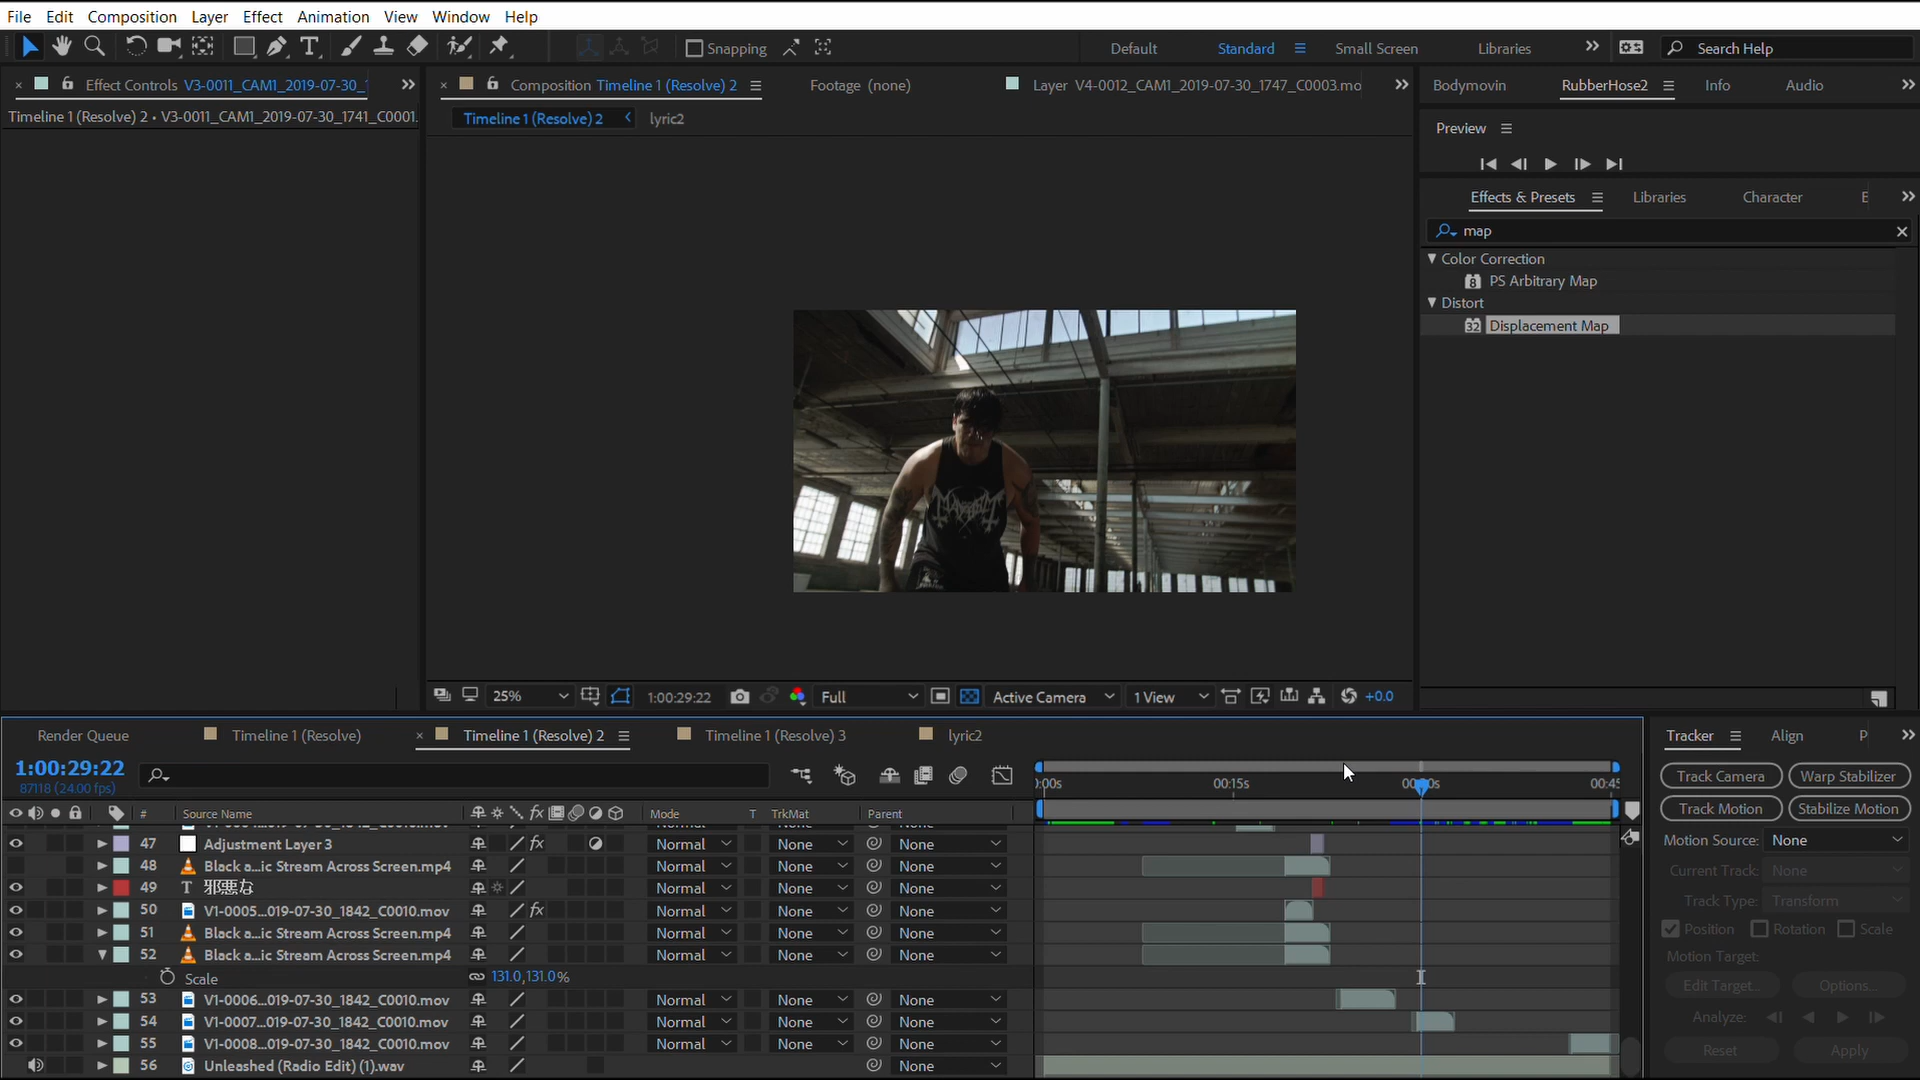 File Edit Composition Layer Effect Animation View Window Help
Snapping Default Standard Small Screen Libraries Search Help
Effect Controls V3-0011_CAM1_2019-07-30_1
Composition Timeline 1 (Resolve) 2 Footage (none) Layer V4-0012_CAM1_2019-07-30_1747_C0003.mo
Bodymovin RubberHose2 Info Audio
Timeline 1 (Resolve) 2 • V3-0011_CAM1_2019-07-30_1741_C0001.
Timeline 1 (Resolve) 2 lyric2
Preview
Effects & Presets Libraries Character E
map
Color Correction
8 PS Arbitrary Map
Distort
32 Displacement Map
25% 1:00:29:22 Full Active Camera 1 View +0.0
Render Queue Timeline 1 (Resolve) Timeline 1 (Resolve) 2 Timeline 1 (Resolve) 3 lyric2
Tracker Align P
1:00:29:22
87118 (24.00 fps)
):00s 00:15s 00:30s 00:45
# Source Name fx Mode T TrkMat Parent
47 Adjustment Layer 3 fx Normal None None
48 Black a...ic Stream Across Screen.mp4 Normal None None
49 T 邪悪な Normal None None
50 V1-0005...019-07-30_1842_C0010.mov fx Normal None None
51 Black a...ic Stream Across Screen.mp4 Normal None None
52 Black a...ic Stream Across Screen.mp4 Normal None None
Scale 131.0,131.0%
53 V1-0006...019-07-30_1842_C0010.mov Normal None None
54 V1-0007...019-07-30_1842_C0010.mov Normal None None
55 V1-0008...019-07-30_1842_C0010.mov Normal None None
56 Unleashed (Radio Edit) (1).wav None
Track Camera Warp Stabilizer
Track Motion Stabilize Motion
Motion Source: None
Current Track: None
Track Type: Transform
Position Rotation Scale
Motion Target:
Edit Target... Options...
Analyze:
Reset Apply